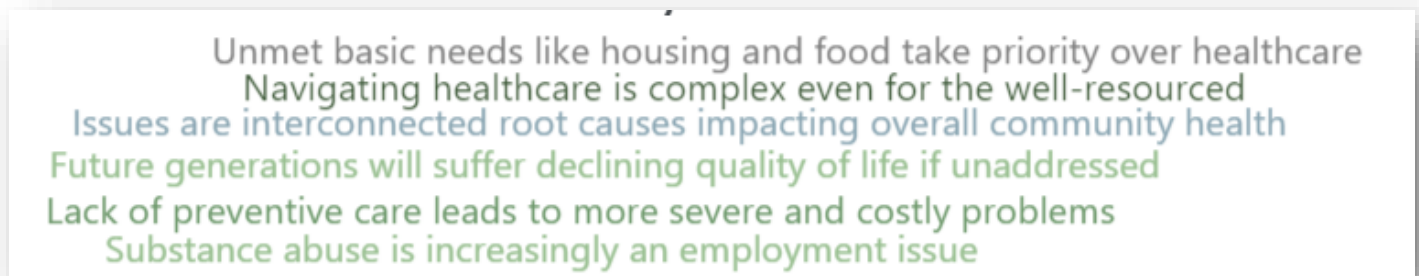 Unmet basic needs like housing and food take priority over healthcare
Navigating healthcare is complex even for the well-resourced
Issues are interconnected root causes impacting overall community health
Future generations will suffer declining quality of life if unaddressed
Lack of preventive care leads to more severe and costly problems
Substance abuse is increasingly an employment issue